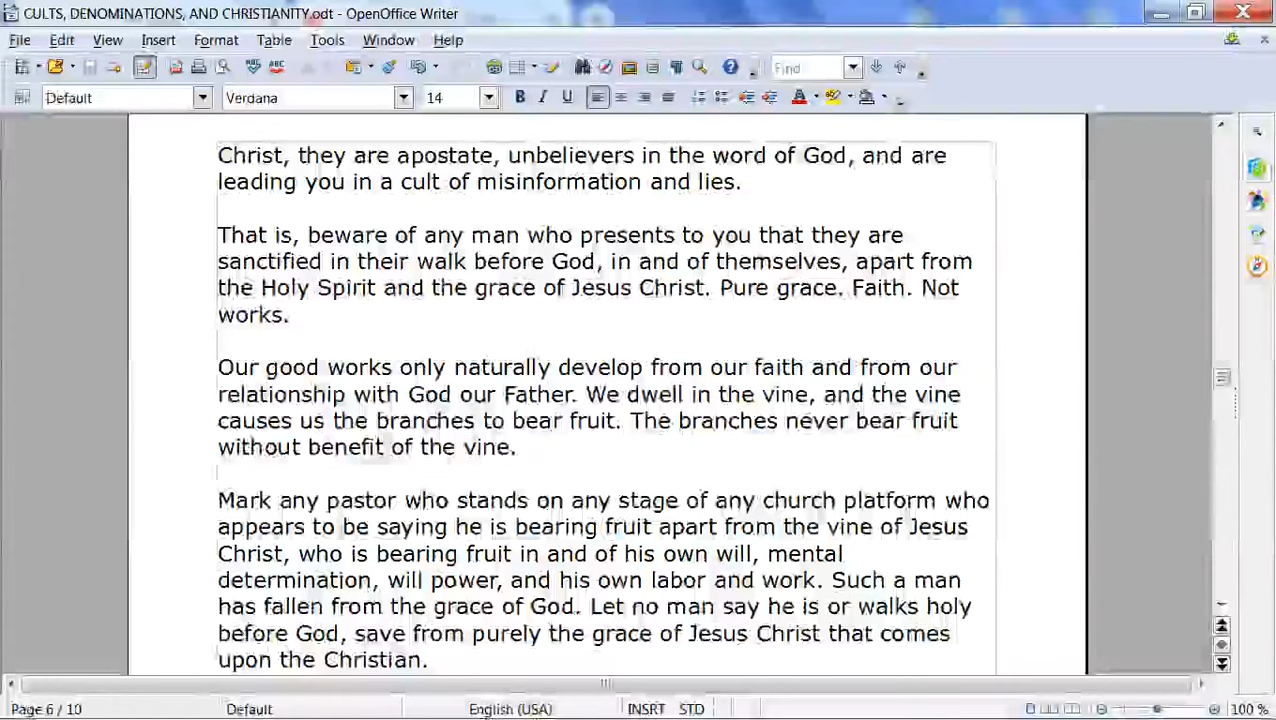 CULTS, DENOMINATIONS, AND CHRISTIANITY.odt - OpenOffice Writer
File Edit View Insert Format Table Tools Window Help
Find
Default Verdana 14
Christ, they are apostate, unbelievers in the word of God, and are
leading you in a cult of misinformation and lies.
That is, beware of any man who presents to you that they are
sanctified in their walk before God, in and of themselves, apart from
the Holy Spirit and the grace of Jesus Christ. Pure grace. Faith. Not
works.
Our good works only naturally develop from our faith and from our
relationship with God our Father. We dwell in the vine, and the vine
causes us the branches to bear fruit. The branches never bear fruit
without benefit of the vine.
Mark any pastor who stands on any stage of any church platform who
appears to be saying he is bearing fruit apart from the vine of Jesus
Christ, who is bearing fruit in and of his own will, mental
determination, will power, and his own labor and work. Such a man
has fallen from the grace of God. Let no man say he is or walks holy
before God, save from purely the grace of Jesus Christ that comes
upon the Christian.
Page 6 / 10 Default English (USA) INSRT STD 100 %